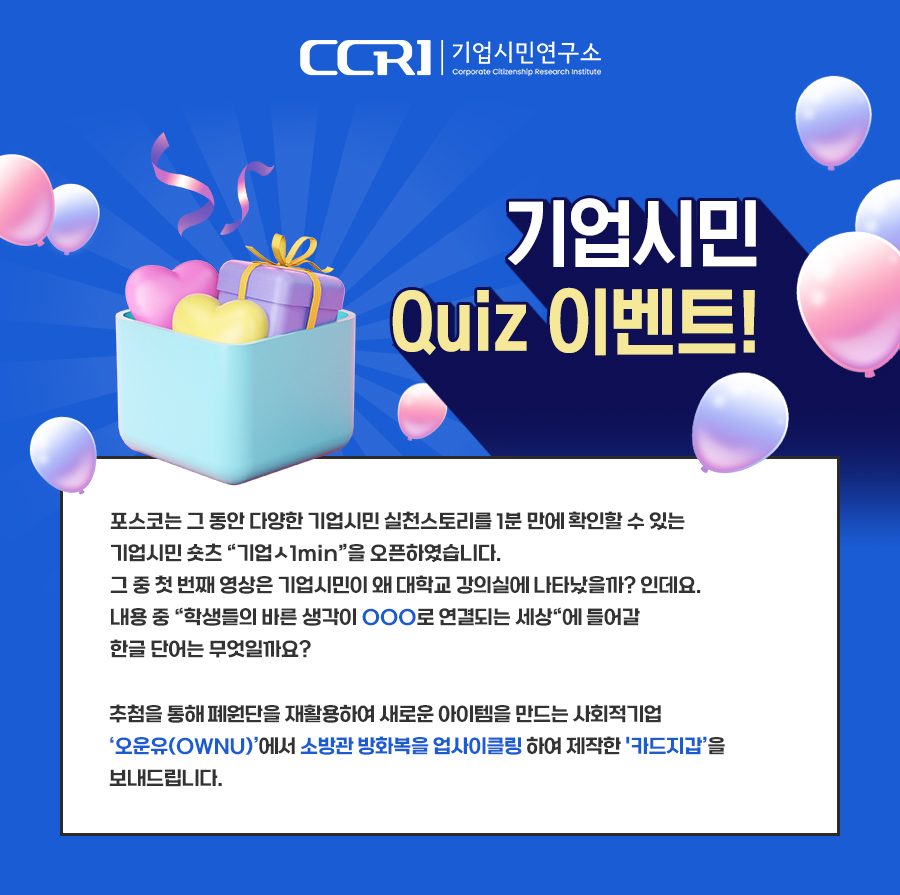 CCRI 기업시민연구소
Corporate Citizenship Research Institute
기업시민
Quiz 이벤트!
포스코는 그 동안 다양한 기업시민 실천스토리를 1분 만에 확인할 수 있는
기업시민 숏츠 “기업ㅅ1min”을 오픈하였습니다.
그 중 첫 번째 영상은 기업시민이 왜 대학교 강의실에 나타났을까? 인데요.
내용 중 “학생들의 바른 생각이 OOO로 연결되는 세상“에 들어갈
한글 단어는 무엇일까요?
추첨을 통해 폐원단을 재활용하여 새로운 아이템을 만드는 사회적기업
‘오운유(OWNU)’에서 소방관 방화복을 업사이클링 하여 제작한 '카드지갑’을
보내드립니다.